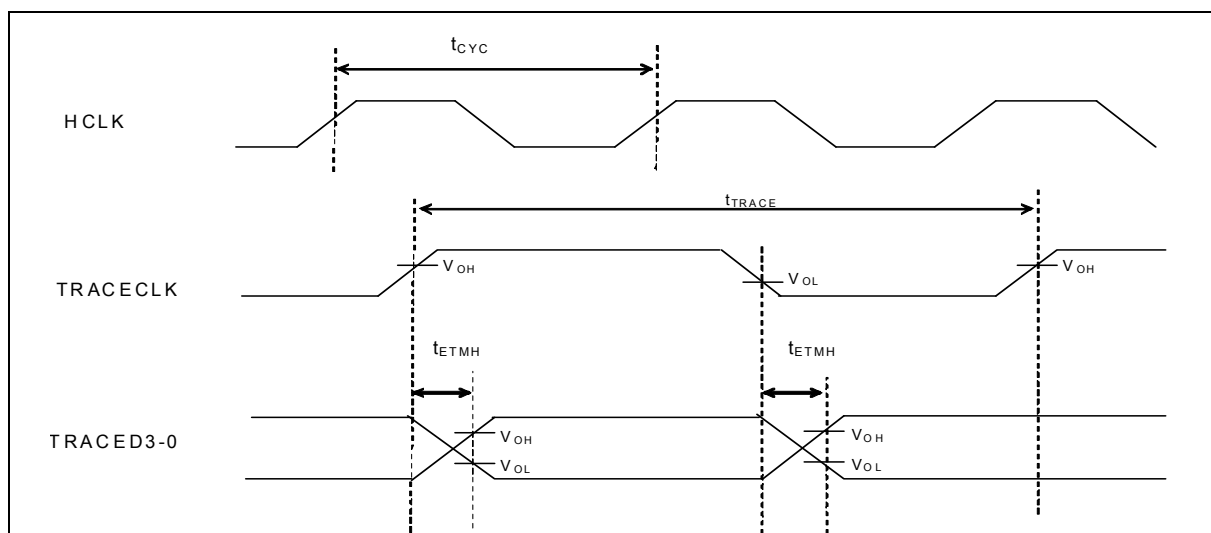 tCYC
HCLK
tTRACE
VOH
VOL
VOH
TRACECLK
tETMH
tETMH
TRACED3-0
VOH
VOH
VOL
VOL